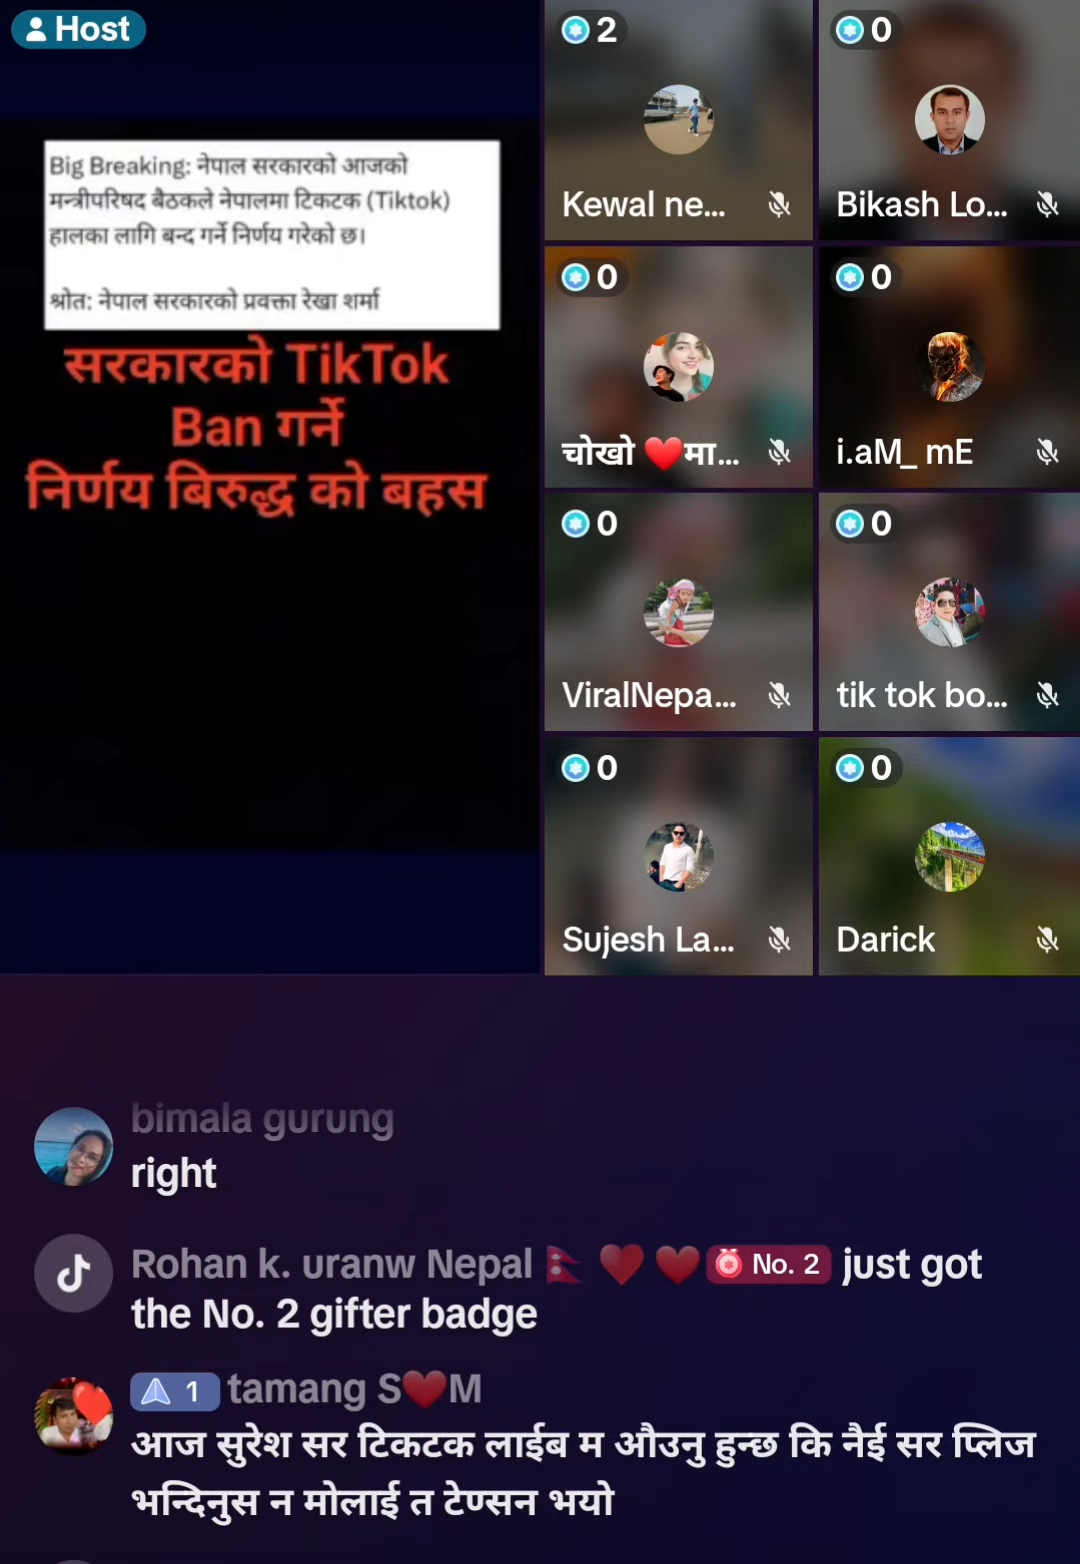 Host
Big Breaking: नेपाल सरकारको आजको
मन्त्रीपरिषद बैठकले नेपालमा टिकटक (Tiktok)
हालका लागि बन्द गर्ने निर्णय गरेको छ।
श्रोत: नेपाल सरकारको प्रवक्ता रेखा शर्मा
सरकारको TikTok
Ban गर्ने
निर्णय बिरुद्ध को बहस
2
Kewal ne...
0
Bikash Lo...
0
चोखो ❤️मा...
0
i.aM_ mE
0
ViralNepa...
0
tik tok bo...
0
Sujesh La...
0
Darick
bimala gurung
right
Rohan k. uranw Nepal 🇳🇵 ❤️ ❤️ No. 2 just got
the No. 2 gifter badge
1 tamang S❤️M
आज सुरेश सर टिकटक लाईब म औउनु हुन्छ कि नैई सर प्लिज
भन्दिनुस न मोलाई त टेण्सन भयो